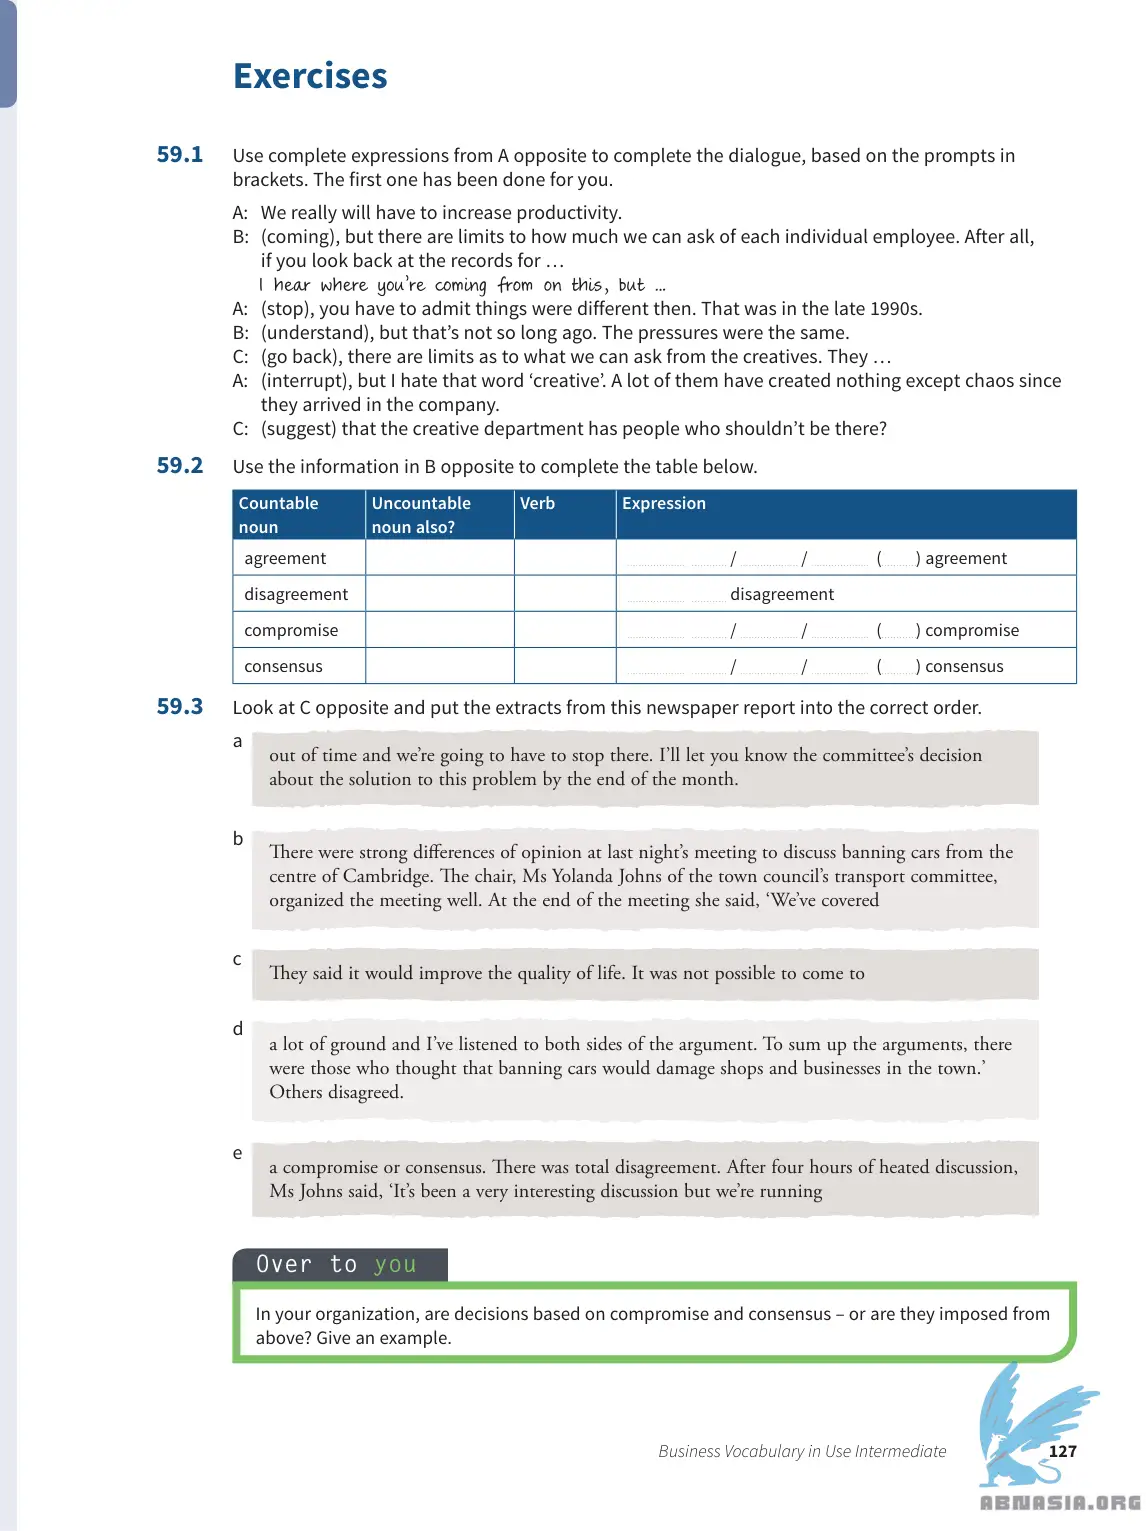 Exercises
59.1 Use complete expressions from A opposite to complete the dialogue, based on the prompts in
brackets. The first one has been done for you.
A: We really will have to increase productivity.
B: (coming), but there are limits to how much we can ask of each individual employee. After all,
if you look back at the records for …
I hear where you're coming from on this, but ...
A: (stop), you have to admit things were different then. That was in the late 1990s.
B: (understand), but that's not so long ago. The pressures were the same.
C: (go back), there are limits as to what we can ask from the creatives. They …
A: (interrupt), but I hate that word ‘creative’. A lot of them have created nothing except chaos since
they arrived in the company.
C: (suggest) that the creative department has people who shouldn't be there?
59.2 Use the information in B opposite to complete the table below.
Countable noun Uncountable noun also? Verb Expression
agreement / / ( ) agreement
disagreement disagreement
compromise / / ( ) compromise
consensus / / ( ) consensus
59.3 Look at C opposite and put the extracts from this newspaper report into the correct order.
a
out of time and we're going to have to stop there. I'll let you know the committee's decision
about the solution to this problem by the end of the month.
b
There were strong differences of opinion at last night's meeting to discuss banning cars from the
centre of Cambridge. The chair, Ms Yolanda Johns of the town council's transport committee,
organized the meeting well. At the end of the meeting she said, ‘We've covered
c
They said it would improve the quality of life. It was not possible to come to
d
a lot of ground and I've listened to both sides of the argument. To sum up the arguments, there
were those who thought that banning cars would damage shops and businesses in the town.’
Others disagreed.
e
a compromise or consensus. There was total disagreement. After four hours of heated discussion,
Ms Johns said, ‘It's been a very interesting discussion but we're running
Over to you
In your organization, are decisions based on compromise and consensus – or are they imposed from
above? Give an example.
Business Vocabulary in Use Intermediate 127
ABNASIA.ORG